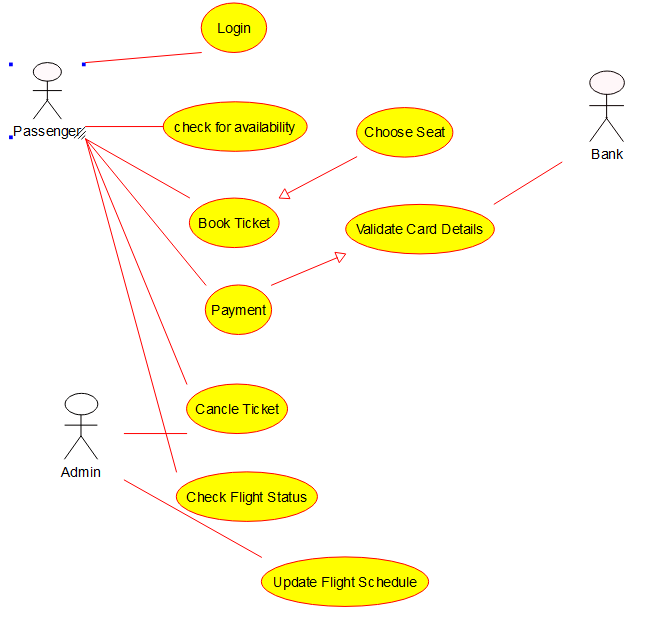 Login
Passenger
check for availability
Choose Seat
Bank
Book Ticket
Validate Card Details
Payment
Cancle Ticket
Admin
Check Flight Status
Update Flight Schedule